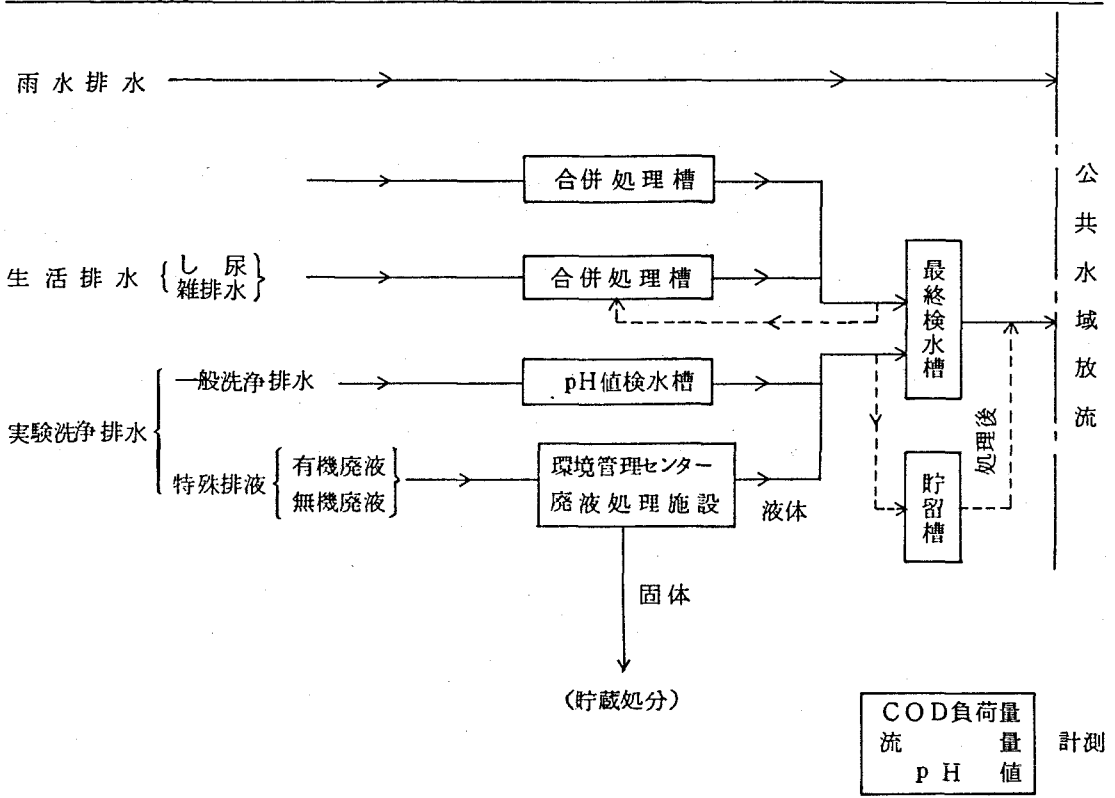 雨水排水
合併処理槽
生活排水
し尿
雑排水
合併処理槽
最終検水槽
公共水域放流
実験洗浄排水
一般洗浄排水
pH値検水槽
特殊排液
有機廃液
無機廃液
環境管理センター
廃液処理施設
液体
貯留槽
処理後
固体
(貯蔵処分)
COD負荷量
流量
pH値
計測